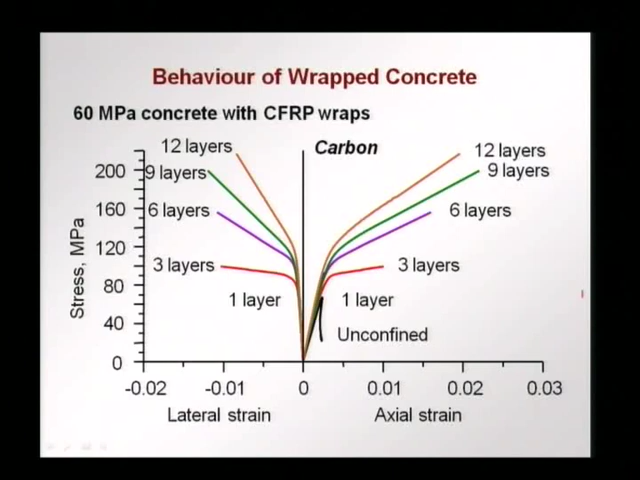 Behaviour of Wrapped Concrete
60 MPa concrete with CFRP wraps
12 layers
Carbon
12 layers
200
9 layers
9 layers
160
6 layers
6 layers
120
3 layers
3 layers
80
1 layer
1 layer
40
Unconfined
0
Stress, MPa
-0.02 -0.01 0 0.01 0.02 0.03
Lateral strain
Axial strain